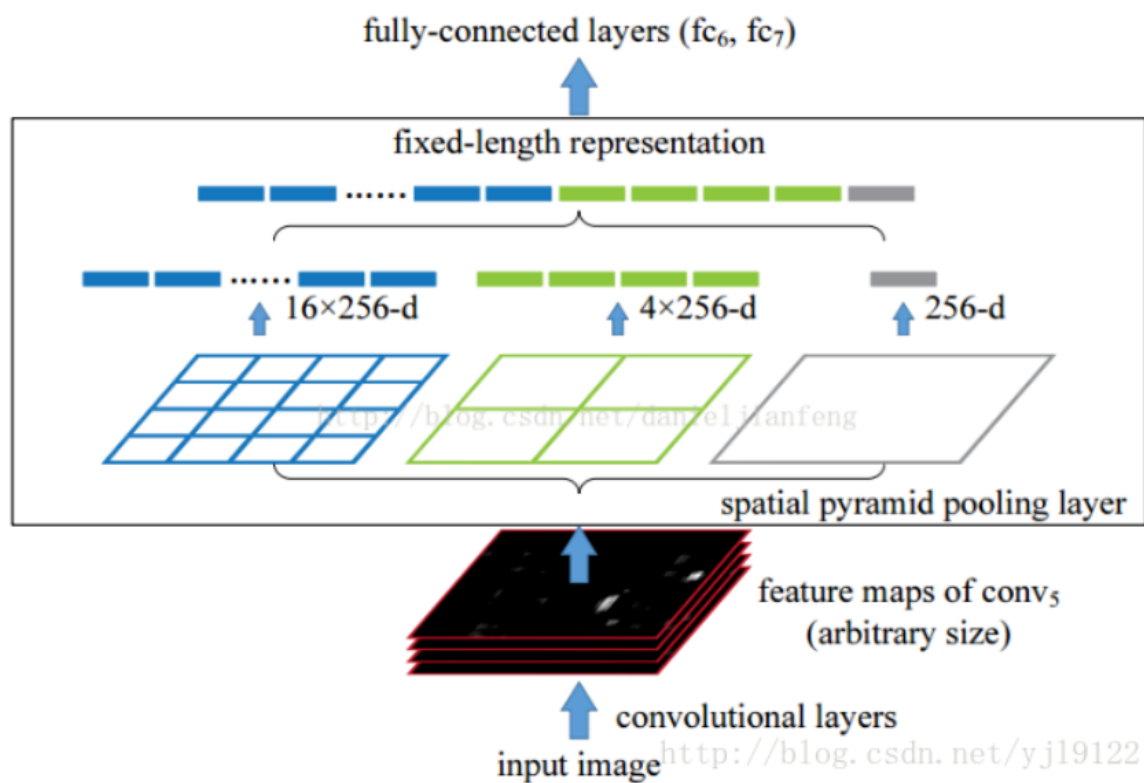 fully-connected layers (fc₆, fc₇)
fixed-length representation
......
......
16×256-d
4×256-d
256-d
http://blog.csdn.net/danieljianfeng
spatial pyramid pooling layer
feature maps of conv₅
(arbitrary size)
convolutional layers
input image
http://blog.csdn.net/yjl9122